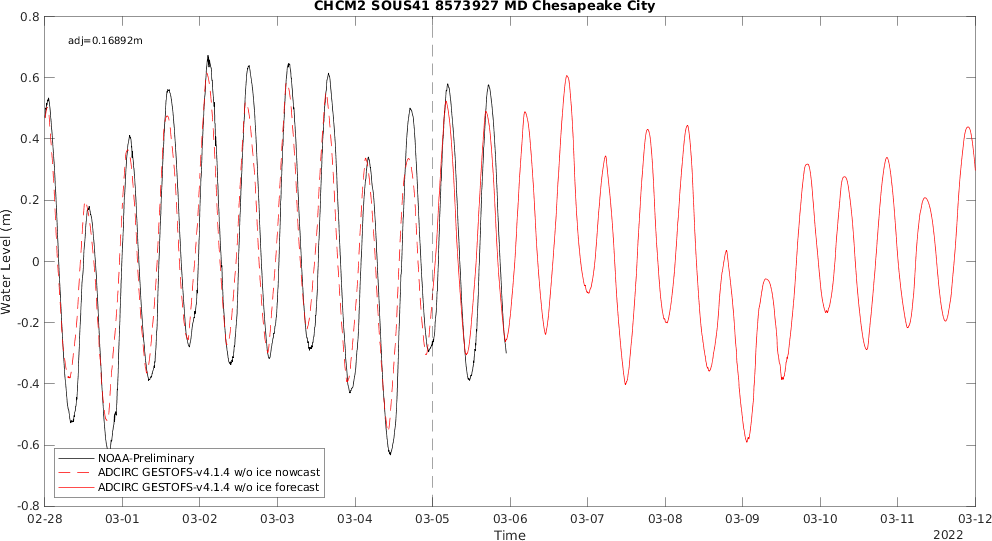 CHCM2 SOUS41 8573927 MD Chesapeake City
0.8
adj=0.16892m
0.6
0.4
0.2
0
-0.2
-0.4
-0.6
-0.8
Water Level (m)
NOAA-Preliminary
ADCIRC GESTOFS-v4.1.4 w/o ice nowcast
ADCIRC GESTOFS-v4.1.4 w/o ice forecast
02-28 03-01 03-02 03-03 03-04 03-05 03-06 03-07 03-08 03-09 03-10 03-11 03-12
Time
2022